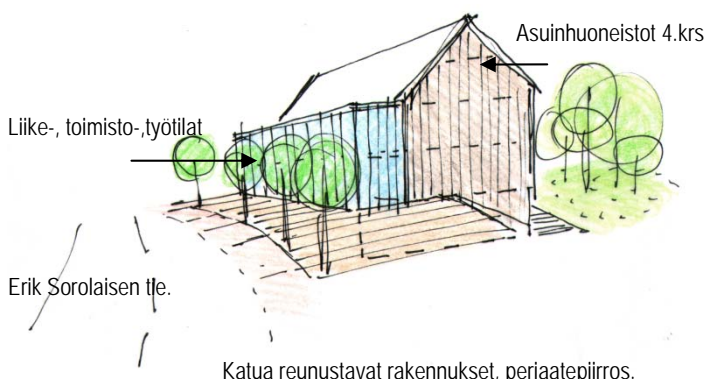 Asuinhuoneistot 4.krs
Liike-, toimisto-,työtilat
Erik Sorolaisen tie.
Katua reunustavat rakennukset, periaatepiirros.